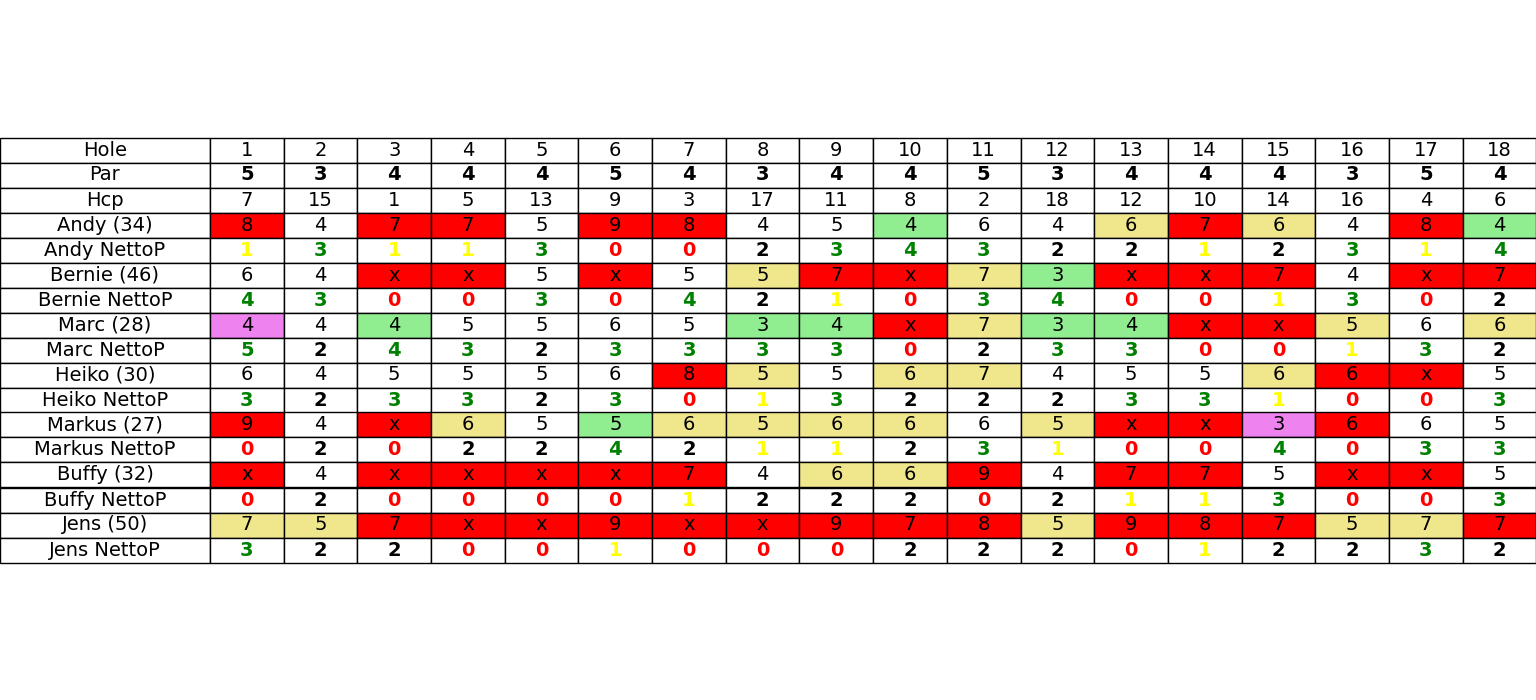 Hole 1 2 3 4 5 6 7 8 9 10 11 12 13 14 15 16 17 18
Par 5 3 4 4 4 5 4 3 4 4 5 3 4 4 4 3 5 4
Hcp 7 15 1 5 13 9 3 17 11 8 2 18 12 10 14 16 4 6
Andy (34) 8 4 7 7 5 9 8 4 5 4 6 4 6 7 6 4 8 4
Andy NettoP 1 3 1 1 3 0 0 2 3 4 3 2 2 1 2 3 1 4
Bernie (46) 6 4 x x 5 x 5 5 7 x 7 3 x x 7 4 x 7
Bernie NettoP 4 3 0 0 3 0 4 2 1 0 3 4 0 0 1 3 0 2
Marc (28) 4 4 4 5 5 6 5 3 4 x 7 3 4 x x 5 6 6
Marc NettoP 5 2 4 3 2 3 3 3 3 0 2 3 3 0 0 1 3 2
Heiko (30) 6 4 5 5 5 6 8 5 5 6 7 4 5 5 6 6 x 5
Heiko NettoP 3 2 3 3 2 3 0 1 3 2 2 2 3 3 1 0 0 3
Markus (27) 9 4 x 6 5 5 6 5 6 6 6 5 x x 3 6 6 5
Markus NettoP 0 2 0 2 2 4 2 1 1 2 3 1 0 0 4 0 3 3
Buffy (32) x 4 x x x x 7 4 6 6 9 4 7 7 5 x x 5
Buffy NettoP 0 2 0 0 0 0 1 2 2 2 0 2 1 1 3 0 0 3
Jens (50) 7 5 7 x x 9 x x 9 7 8 5 9 8 7 5 7 7
Jens NettoP 3 2 2 0 0 1 0 0 0 2 2 2 0 1 2 2 3 2